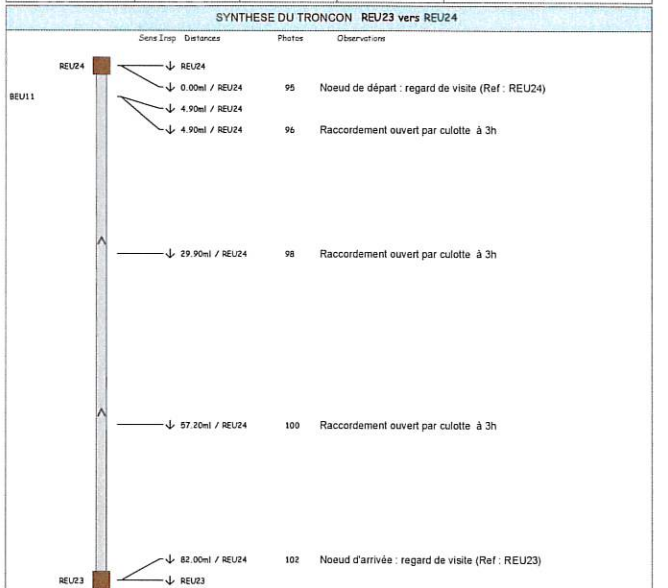 SYNTHESE DU TRONCON REU23 vers REU24
Sens Insp Distances Photos Observations
REU24 ↓ REU24
↓ 0.00ml / REU24 95 Noeud de départ : regard de visite (Ref : REU24)
BEU11
↓ 4.90ml / REU24
↓ 4.90ml / REU24 96 Raccordement ouvert par culotte à 3h
↓ 29.90ml / REU24 98 Raccordement ouvert par culotte à 3h
↓ 57.20ml / REU24 100 Raccordement ouvert par culotte à 3h
↓ 82.00ml / REU24 102 Noeud d'arrivée : regard de visite (Ref : REU23)
REU23 ↓ REU23